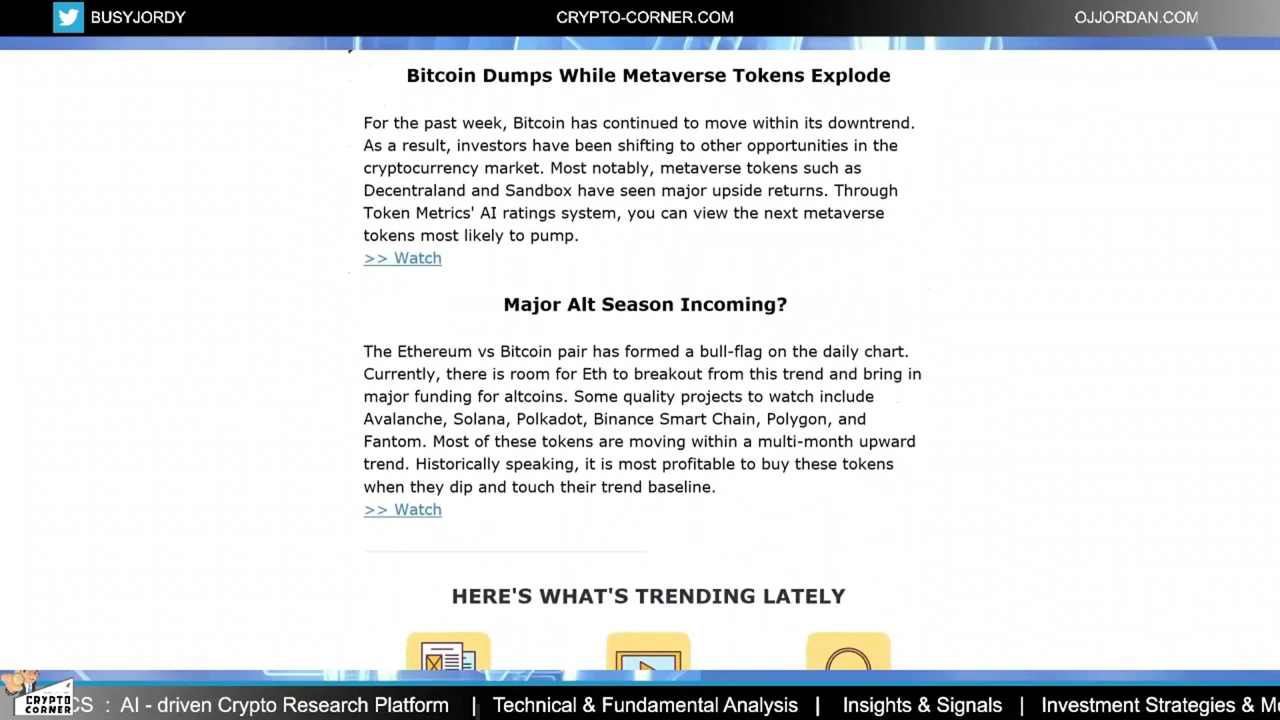 BUSYJORDY
CRYPTO-CORNER.COM
OJJORDAN.COM
Bitcoin Dumps While Metaverse Tokens Explode
For the past week, Bitcoin has continued to move within its downtrend.
As a result, investors have been shifting to other opportunities in the
cryptocurrency market. Most notably, metaverse tokens such as
Decentraland and Sandbox have seen major upside returns. Through
Token Metrics' AI ratings system, you can view the next metaverse
tokens most likely to pump.
>> Watch
Major Alt Season Incoming?
The Ethereum vs Bitcoin pair has formed a bull-flag on the daily chart.
Currently, there is room for Eth to breakout from this trend and bring in
major funding for altcoins. Some quality projects to watch include
Avalanche, Solana, Polkadot, Binance Smart Chain, Polygon, and
Fantom. Most of these tokens are moving within a multi-month upward
trend. Historically speaking, it is most profitable to buy these tokens
when they dip and touch their trend baseline.
>> Watch
HERE'S WHAT'S TRENDING LATELY
CRYPTO
CORNER
CS : AI - driven Crypto Research Platform | Technical & Fundamental Analysis | Insights & Signals | Investment Strategies & Mu